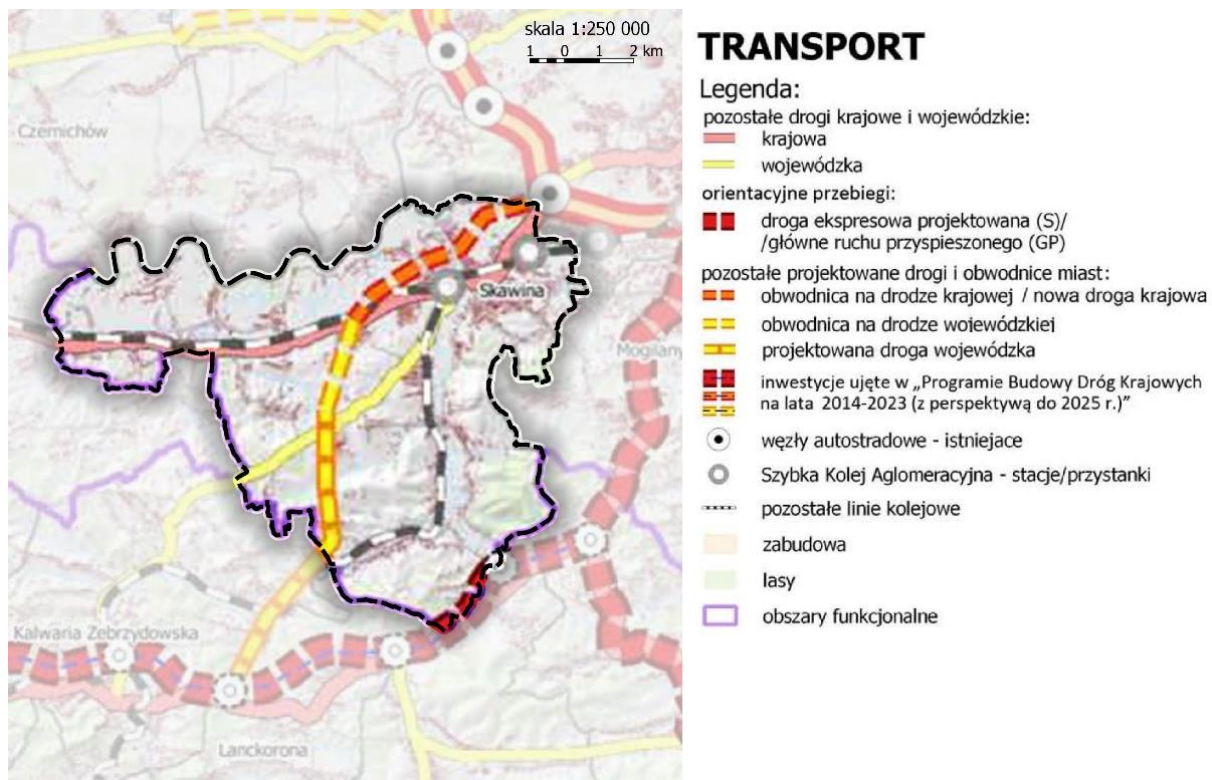 skala 1:250 000
1 0 1 2 km
Czernichów
Skawina
Mogilany
Kalwaria Zebrzydowska
Lanckorona
TRANSPORT
Legenda:
pozostałe drogi krajowe i wojewódzkie:
krajowa
wojewódzka
orientacyjne przebiegi:
droga ekspresowa projektowana (S)/
/główne ruchu przyspieszonego (GP)
pozostałe projektowane drogi i obwodnice miast:
obwodnica na drodze krajowej / nowa droga krajowa
obwodnica na drodze wojewódzkiej
projektowana droga wojewódzka
inwestycje ujęte w „Programie Budowy Dróg Krajowych
na lata 2014-2023 (z perspektywą do 2025 r.)”
węzły autostradowe - istniejace
Szybka Kolej Aglomeracyjna - stacje/przystanki
pozostałe linie kolejowe
zabudowa
lasy
obszary funkcjonalne